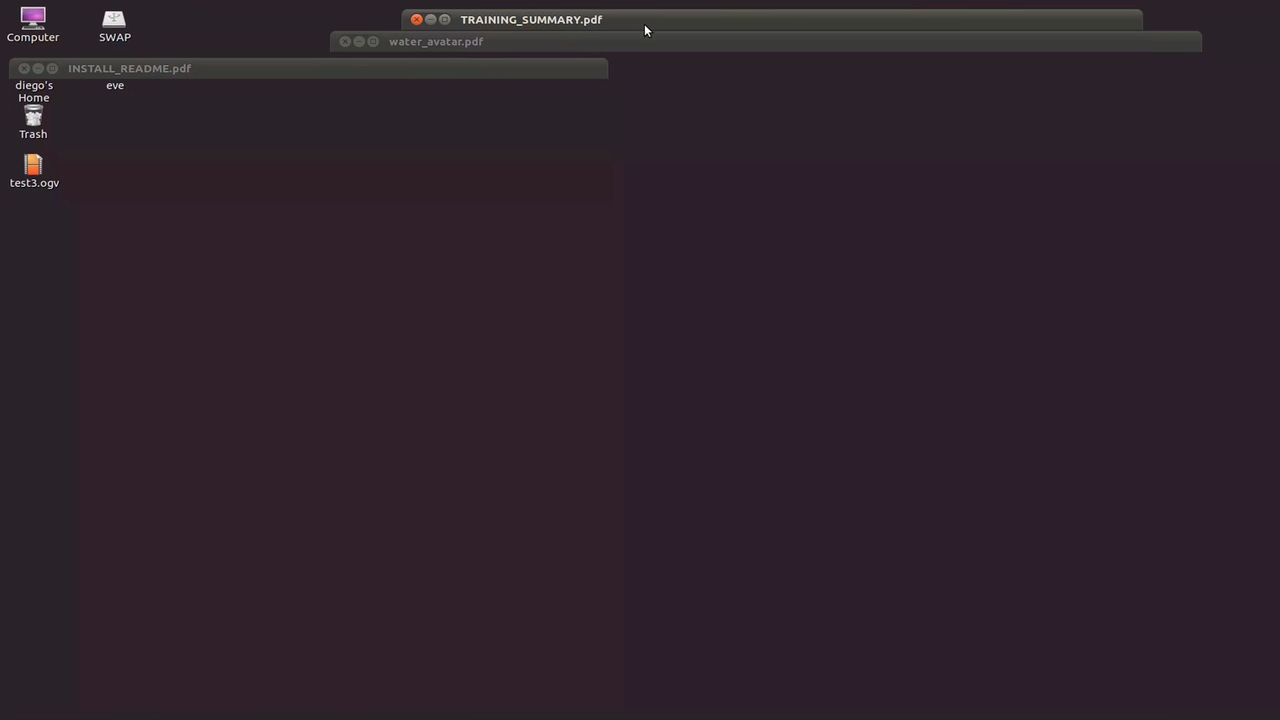 TRAINING_SUMMARY.pdf
water_avatar.pdf
INSTALL_README.pdf
Computer
SWAP
diego's
Home
eve
Trash
test3.ogv